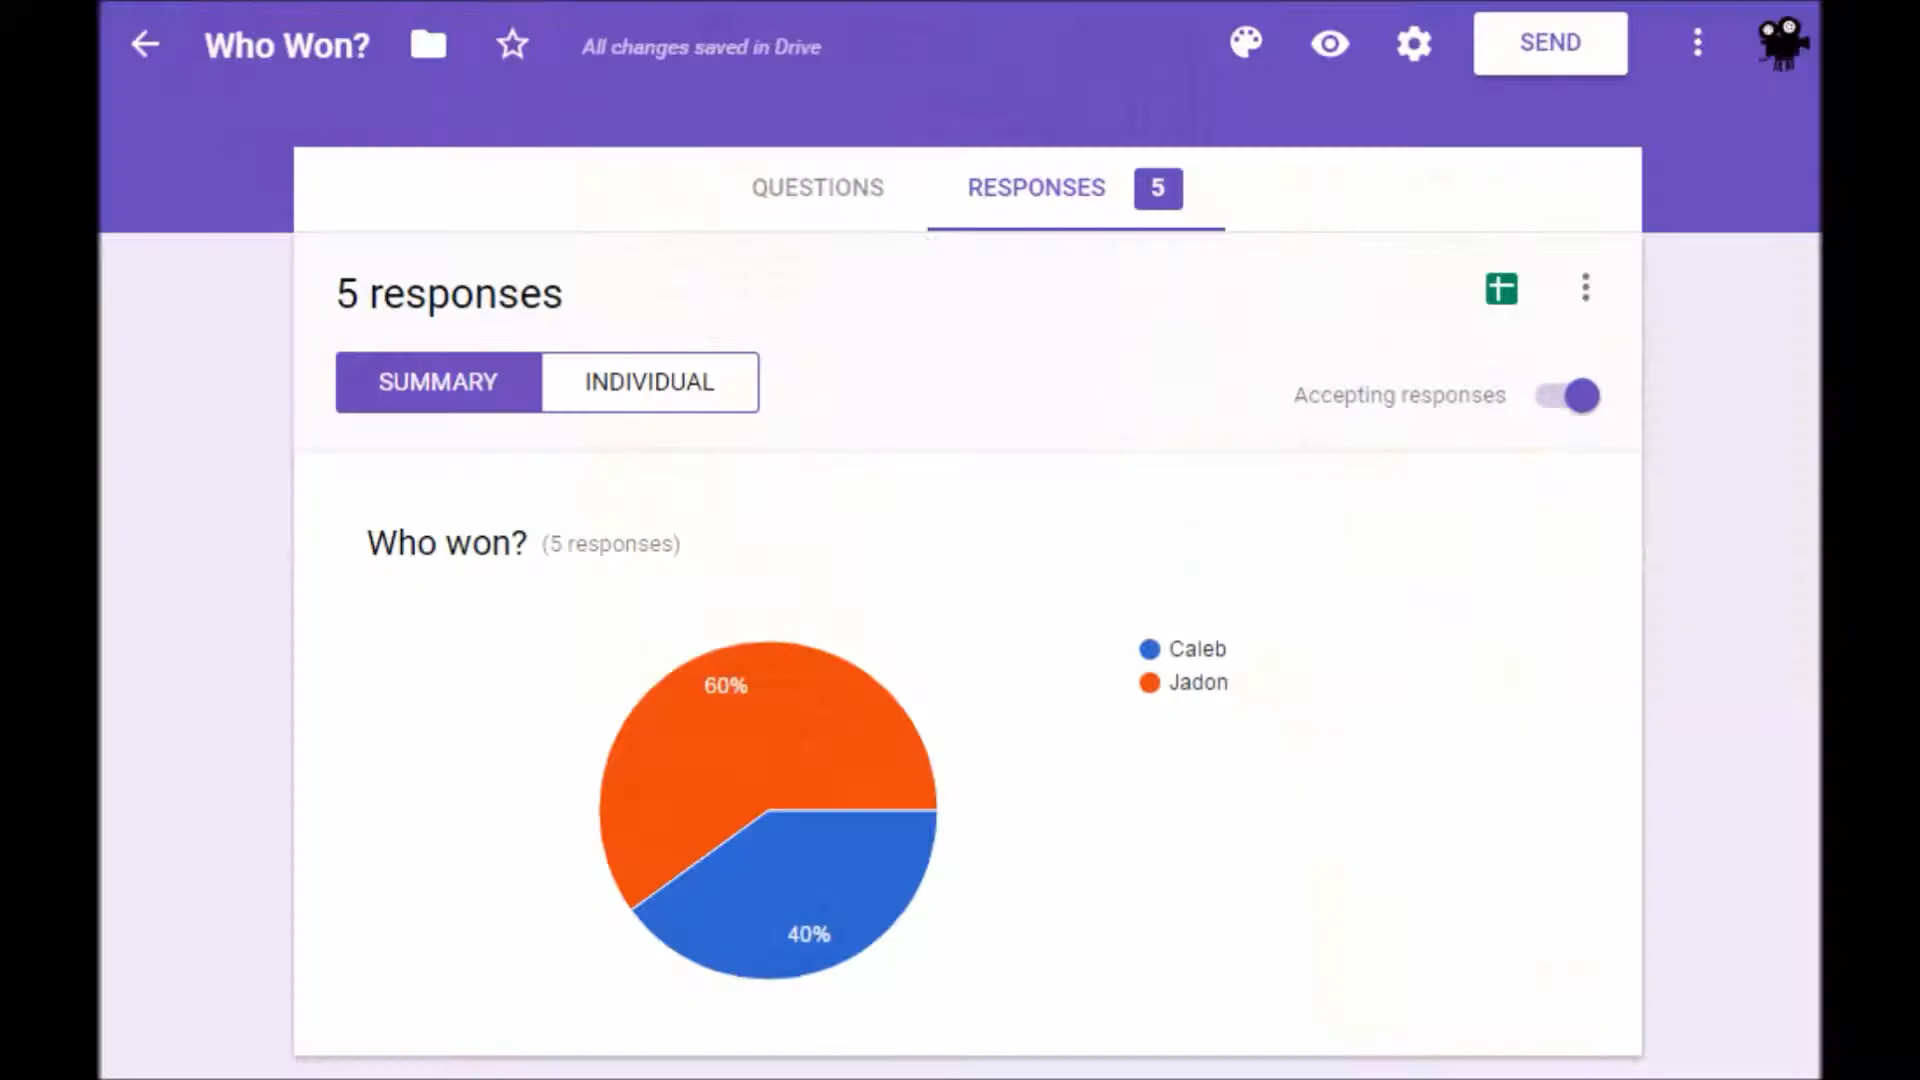 Who Won?
All changes saved in Drive
SEND
QUESTIONS
RESPONSES 5
5 responses
SUMMARY
INDIVIDUAL
Accepting responses
Who won? (5 responses)
Caleb
Jadon
60%
40%